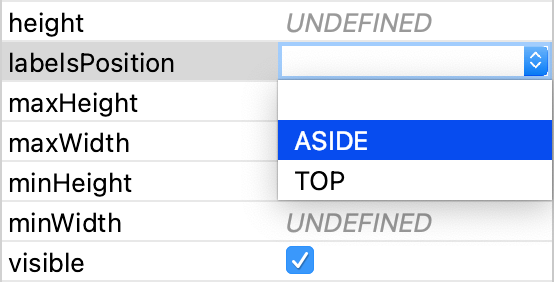 height UNDEFINED
labelsPosition
maxHeight
maxWidth ASIDE
minHeight TOP
minWidth UNDEFINED
visible